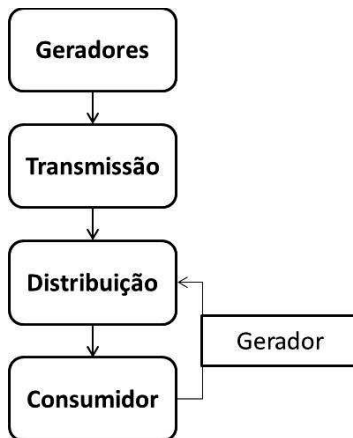 Geradores
Transmissão
Distribuição
Gerador
Consumidor